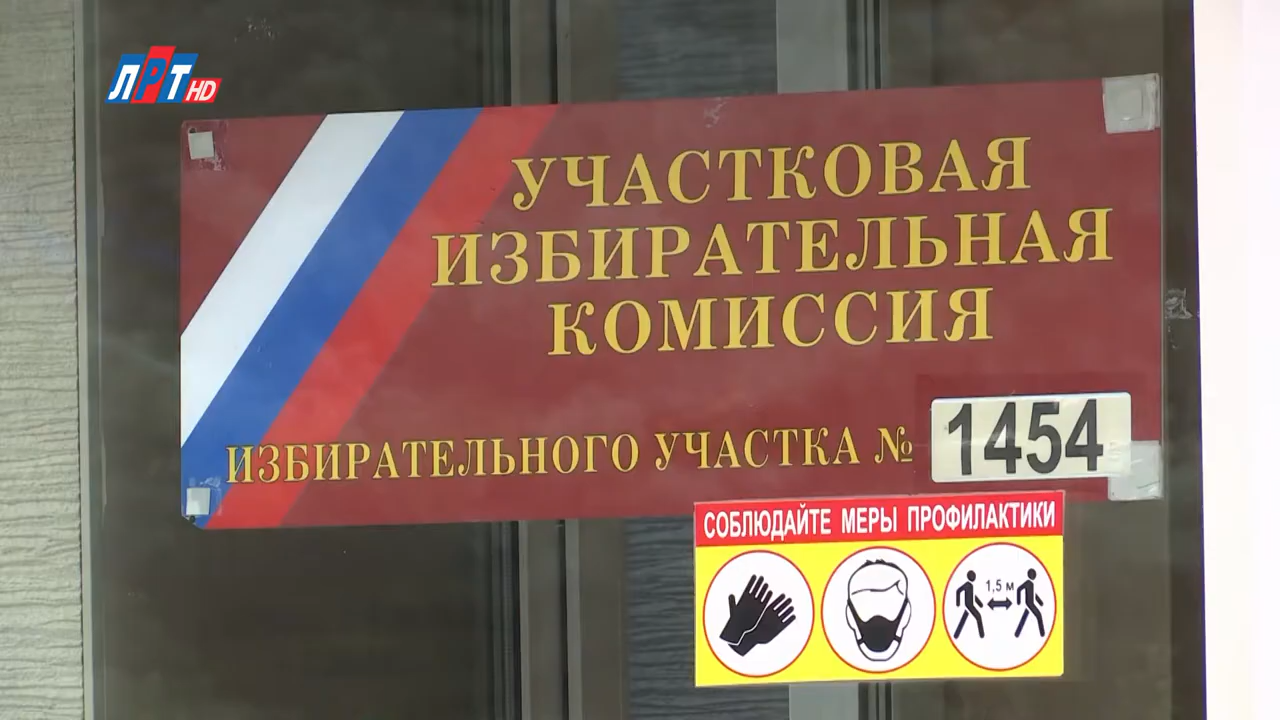 ЛРТ HD
УЧАСТКОВАЯ
ИЗБИРАТЕЛЬНАЯ
КОМИССИЯ
ИЗБИРАТЕЛЬНОГО УЧАСТКА № 1454
СОБЛЮДАЙТЕ МЕРЫ ПРОФИЛАКТИКИ
1,5 м